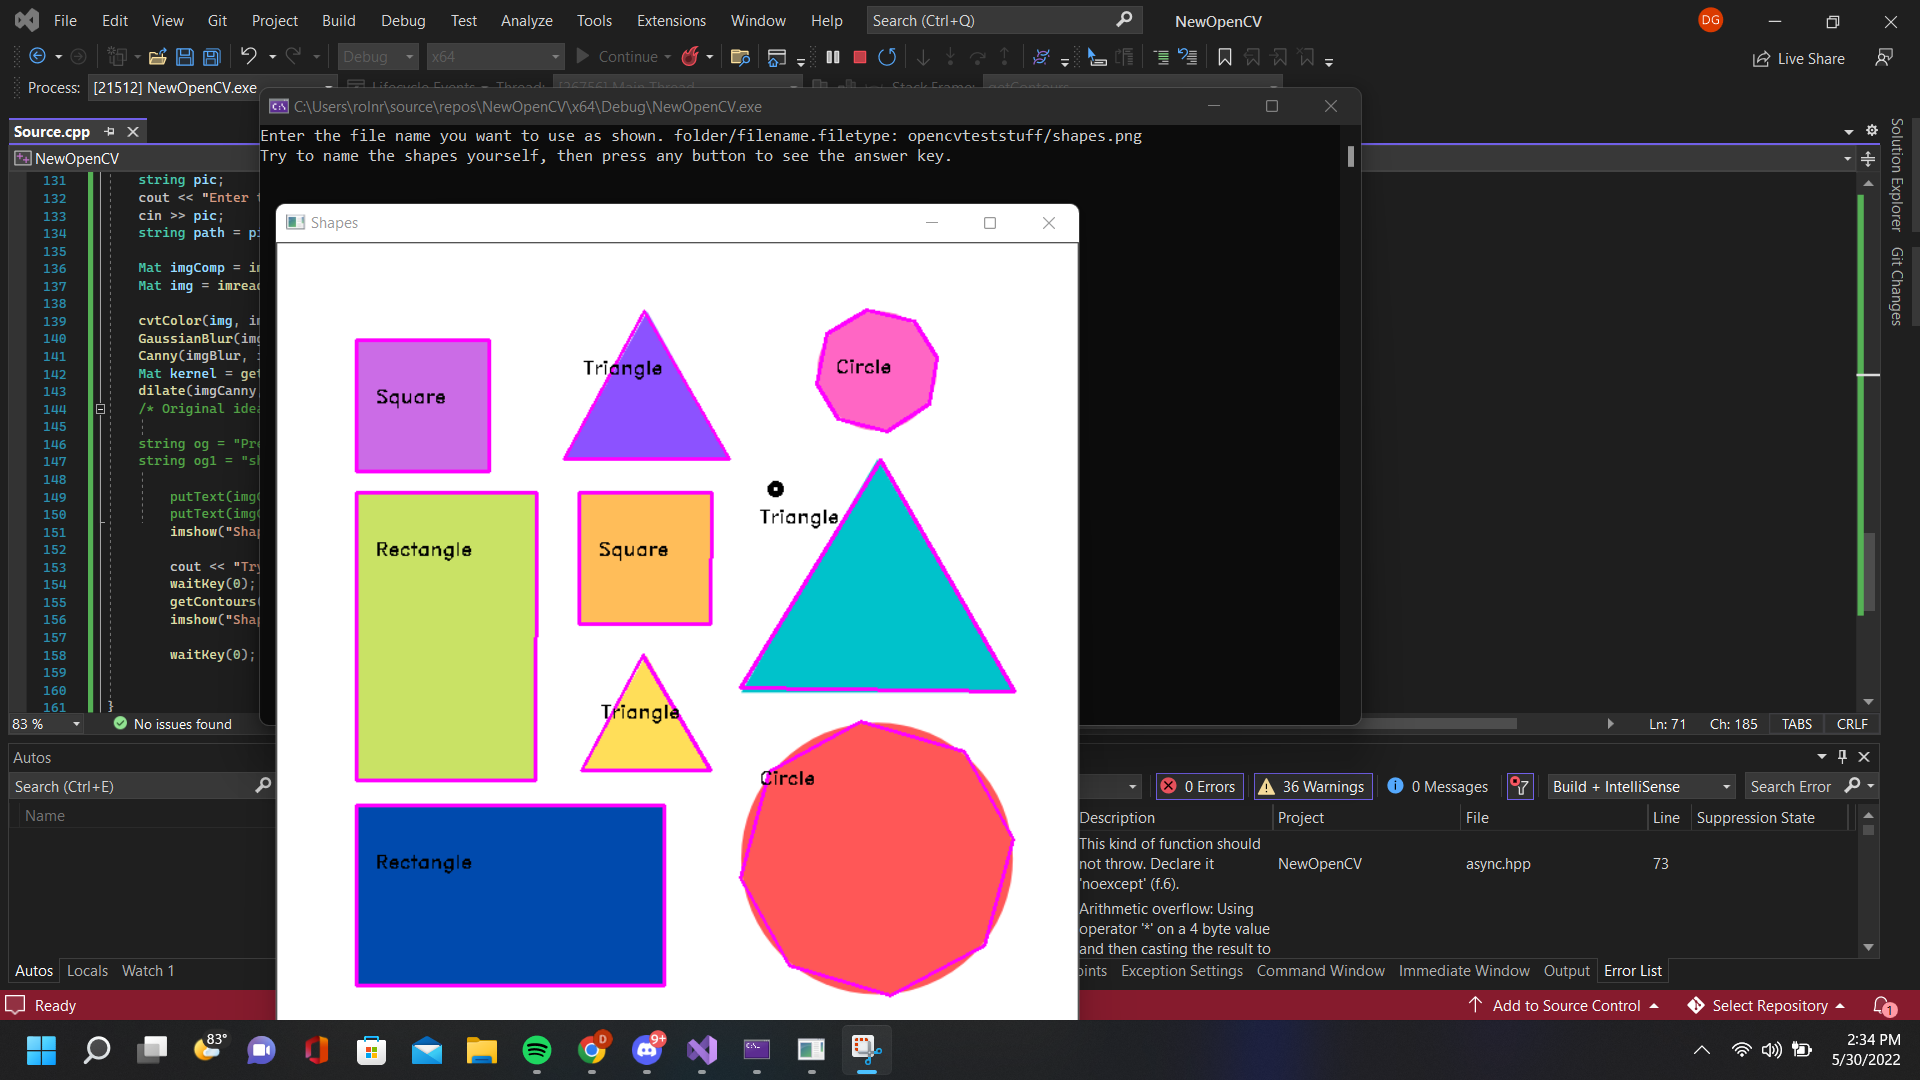 File Edit View Git Project Build Debug Test Analyze Tools Extensions Window Help Search (Ctrl+Q) NewOpenCV DG
Debug x64 Continue Live Share
Process: [21512] NewOpenCV.exe Lifecycle Events Thread: [26756] Main Thread Stack Frame: getContours
C:\Users\rolnr\source\repos\NewOpenCV\x64\Debug\NewOpenCV.exe
Enter the file name you want to use as shown. folder/filename.filetype: opencvteststuff/shapes.png
Try to name the shapes yourself, then press any button to see the answer key.
Source.cpp
NewOpenCV
131 string pic;
132 cout << "Enter
133 cin >> pic;
134 string path =
135
136 Mat imgComp =
137 Mat img =
138
139 cvtColor(img,
140 GaussianBlur(
141 Canny(imgBlur,
142 Mat kernel =
143 dilate(imgCanny
144 /* Original
145
146 string og =
147 string og1 =
148
149 putText(
150 putText(
151 imshow(
152
153 cout <<
154 waitKey(0);
155 getContours(
156 imshow(
157
158 waitKey(0);
159
160
161 }
Shapes
Square
Triangle
Circle
Rectangle
Square
Triangle
Triangle
Circle
Rectangle
Solution Explorer
Git Changes
83 % No issues found Ln: 71 Ch: 185 TABS CRLF
Autos
Search (Ctrl+E)
Name
Autos Locals Watch 1
0 Errors 36 Warnings 0 Messages Build + IntelliSense Search Error
Description Project File Line Suppression State
This kind of function should
not throw. Declare it NewOpenCV async.hpp 73
'noexcept' (f.6).
Arithmetic overflow: Using
operator '*' on a 4 byte value
and then casting the result to
Exception Settings Command Window Immediate Window Output Error List
Ready Add to Source Control Select Repository 1
83° D 9+
2:34 PM
5/30/2022